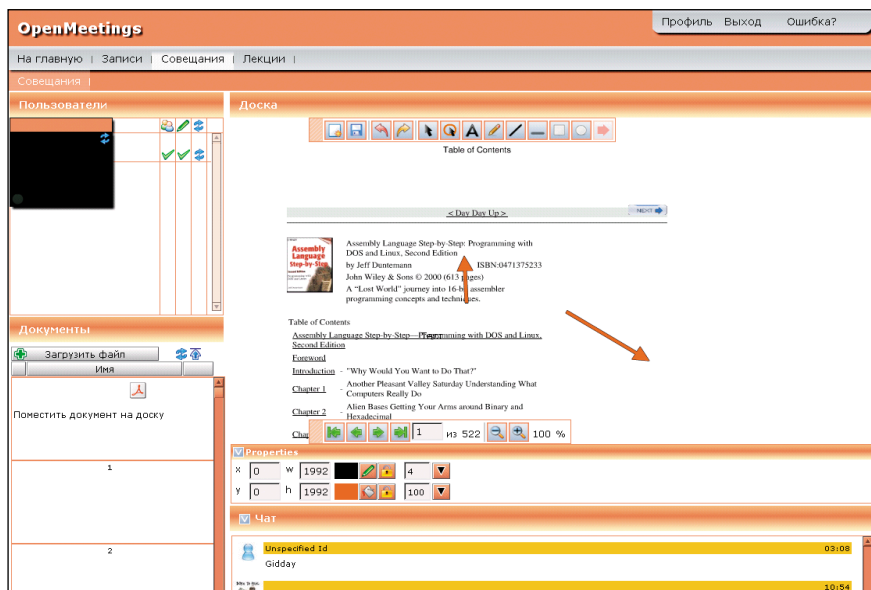 OpenMeetings
Профиль Выход Ошибка?
На главную | Записи | Совещания | Лекции |
Совещания |
Пользователи
Доска
A
Table of Contents
< Day Day Up >
NEXT
Assembly Language Step-by-Step
Assembly Language Step-by-Step: Programming with
DOS and Linux, Second Edition
by Jeff Duntemann ISBN:0471375233
John Wiley & Sons © 2000 (613 pages)
A “Lost World” journey into 16-bit assembler
programming concepts and techniques.
Table of Contents
Assembly Language Step-by-Step—Programming with DOS and Linux,
Second Edition
Foreword
Introduction - "Why Would You Want to Do That?"
Chapter 1 - Another Pleasant Valley Saturday Understanding What
Computers Really Do
Chapter 2 - Alien Bases Getting Your Arms around Binary and
Hexadecimal
Chap
1 из 522 100 %
Документы
Загрузить файл
Имя
Поместить документ на доску
1
2
Properties
x 0 w 1992 4
y 0 h 1992 100
Чат
Unspecified Id 03:08
Gidday
10:54